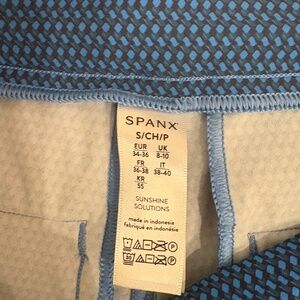 SPANX
S/CH/P
EUR UK
34-36 8-10
FR IT
36-38 38-40
KR
55
SUNSHINE
SOLUTIONS
made in indonesia
fabriqué en indonésie